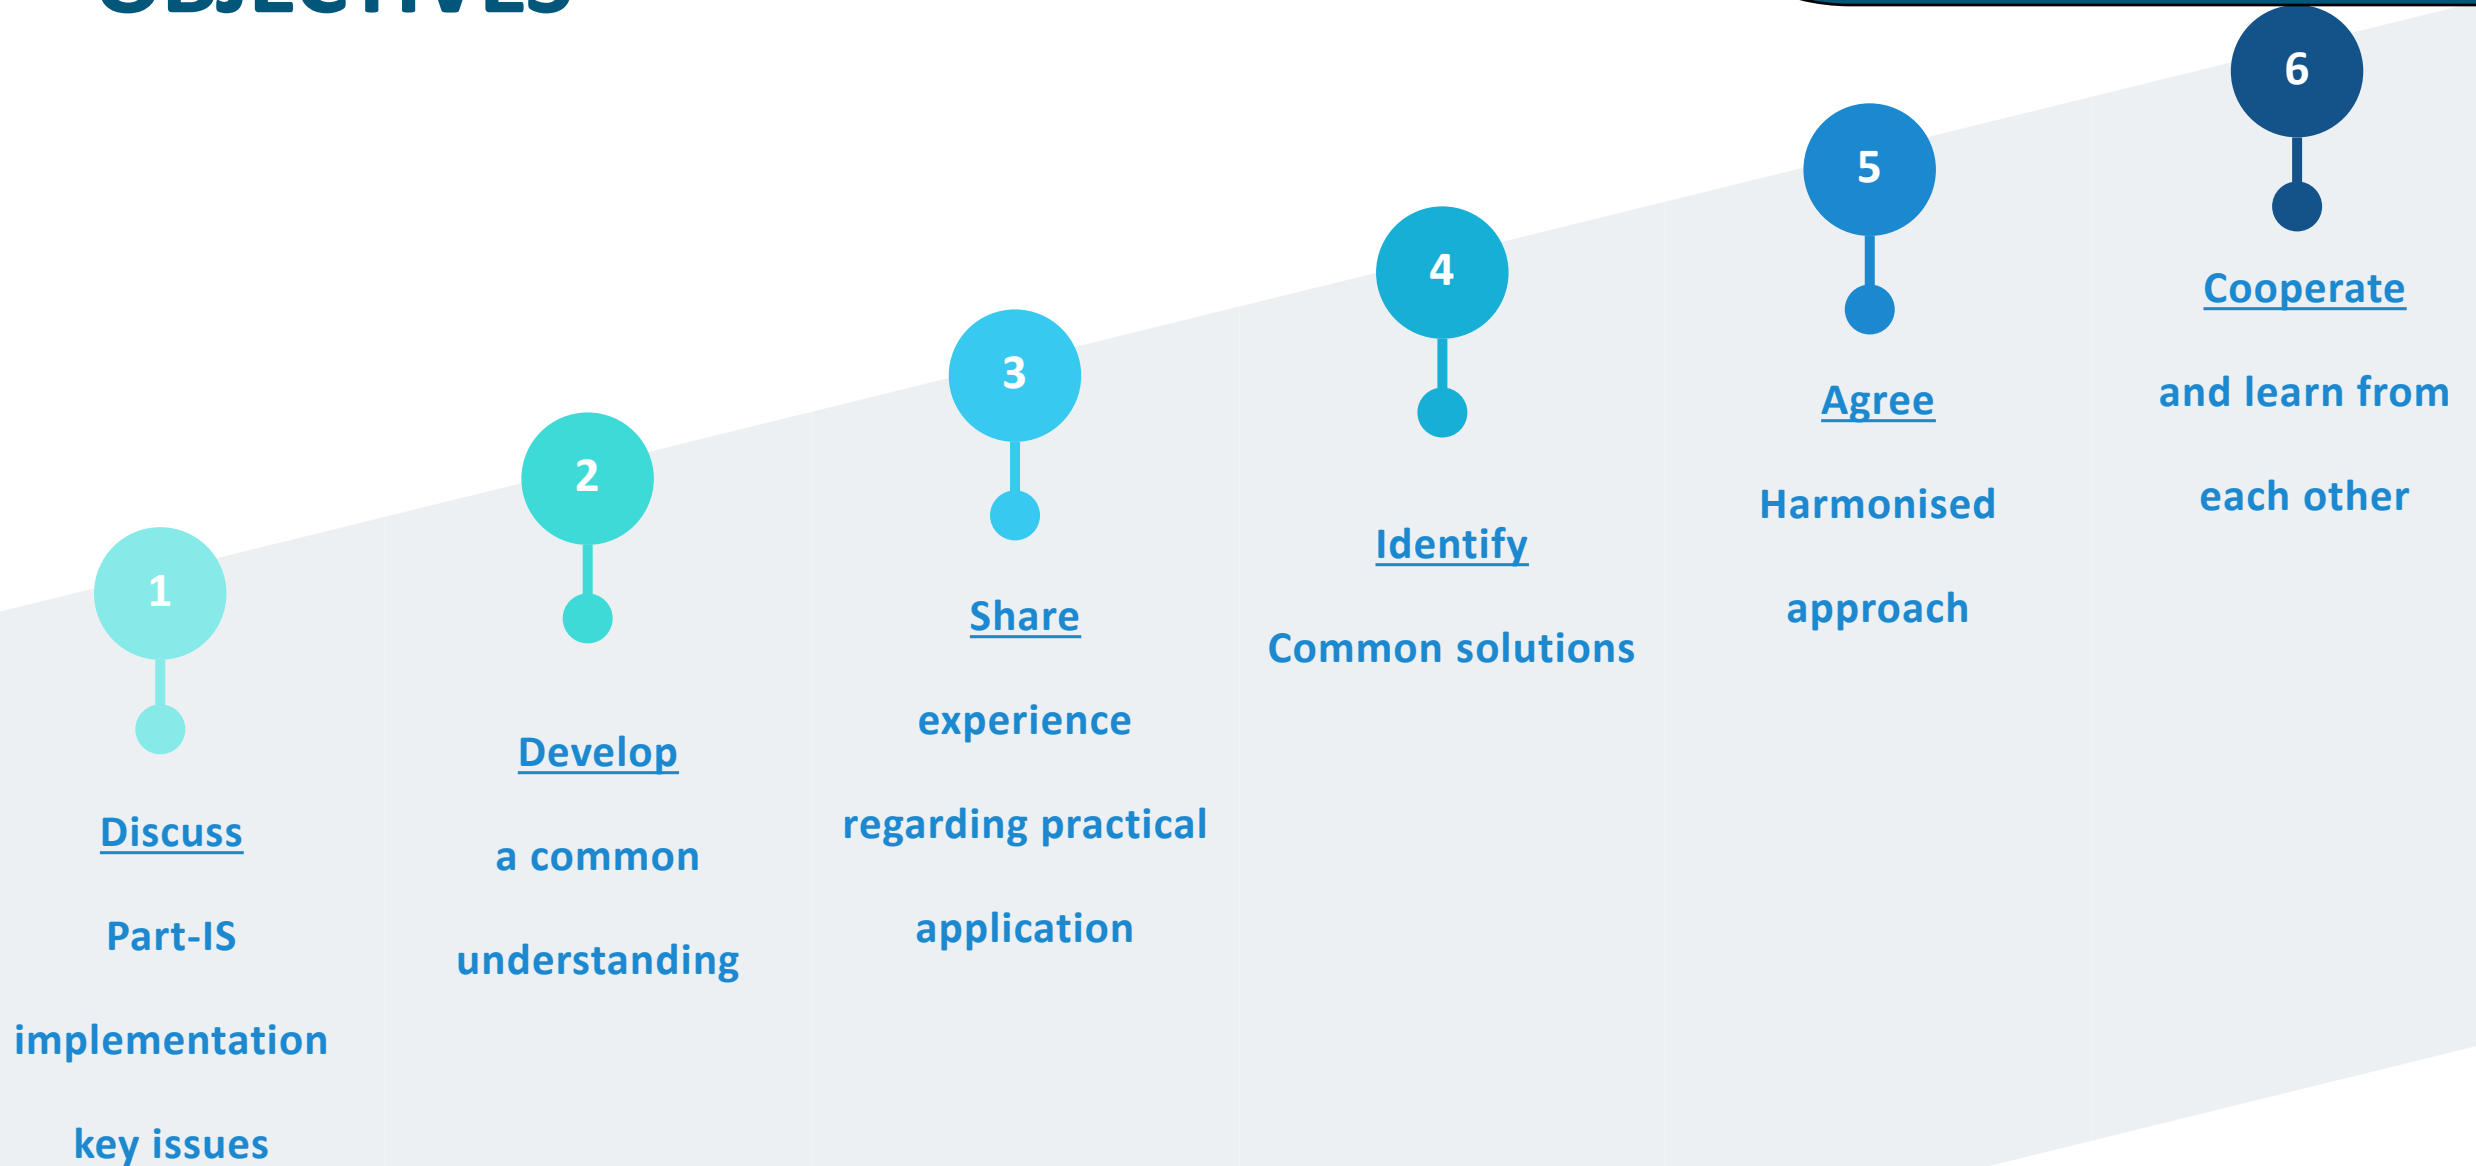 OBJECTIVES
1
Discuss
Part-IS
implementation
key issues
2
Develop
a common
understanding
3
Share
experience
regarding practical
application
4
Identify
Common solutions
5
Agree
Harmonised
approach
6
Cooperate
and learn from
each other